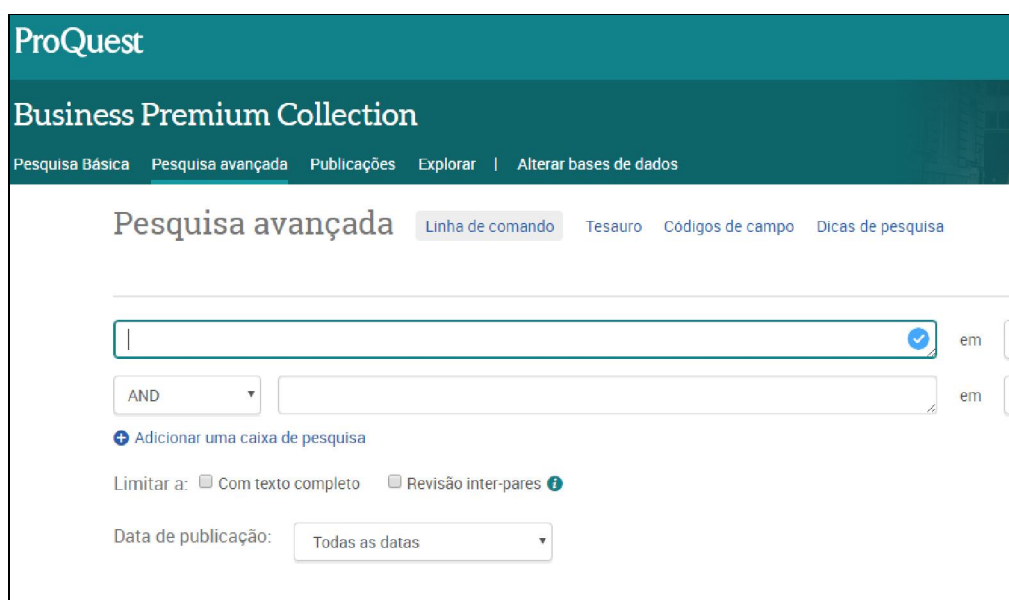 ProQuest
Business Premium Collection
Pesquisa Básica Pesquisa avançada Publicações Explorar | Alterar bases de dados
Pesquisa avançada Linha de comando Tesauro Códigos de campo Dicas de pesquisa
em
AND em
Adicionar uma caixa de pesquisa
Limitar a: Com texto completo Revisão inter-pares i
Data de publicação: Todas as datas